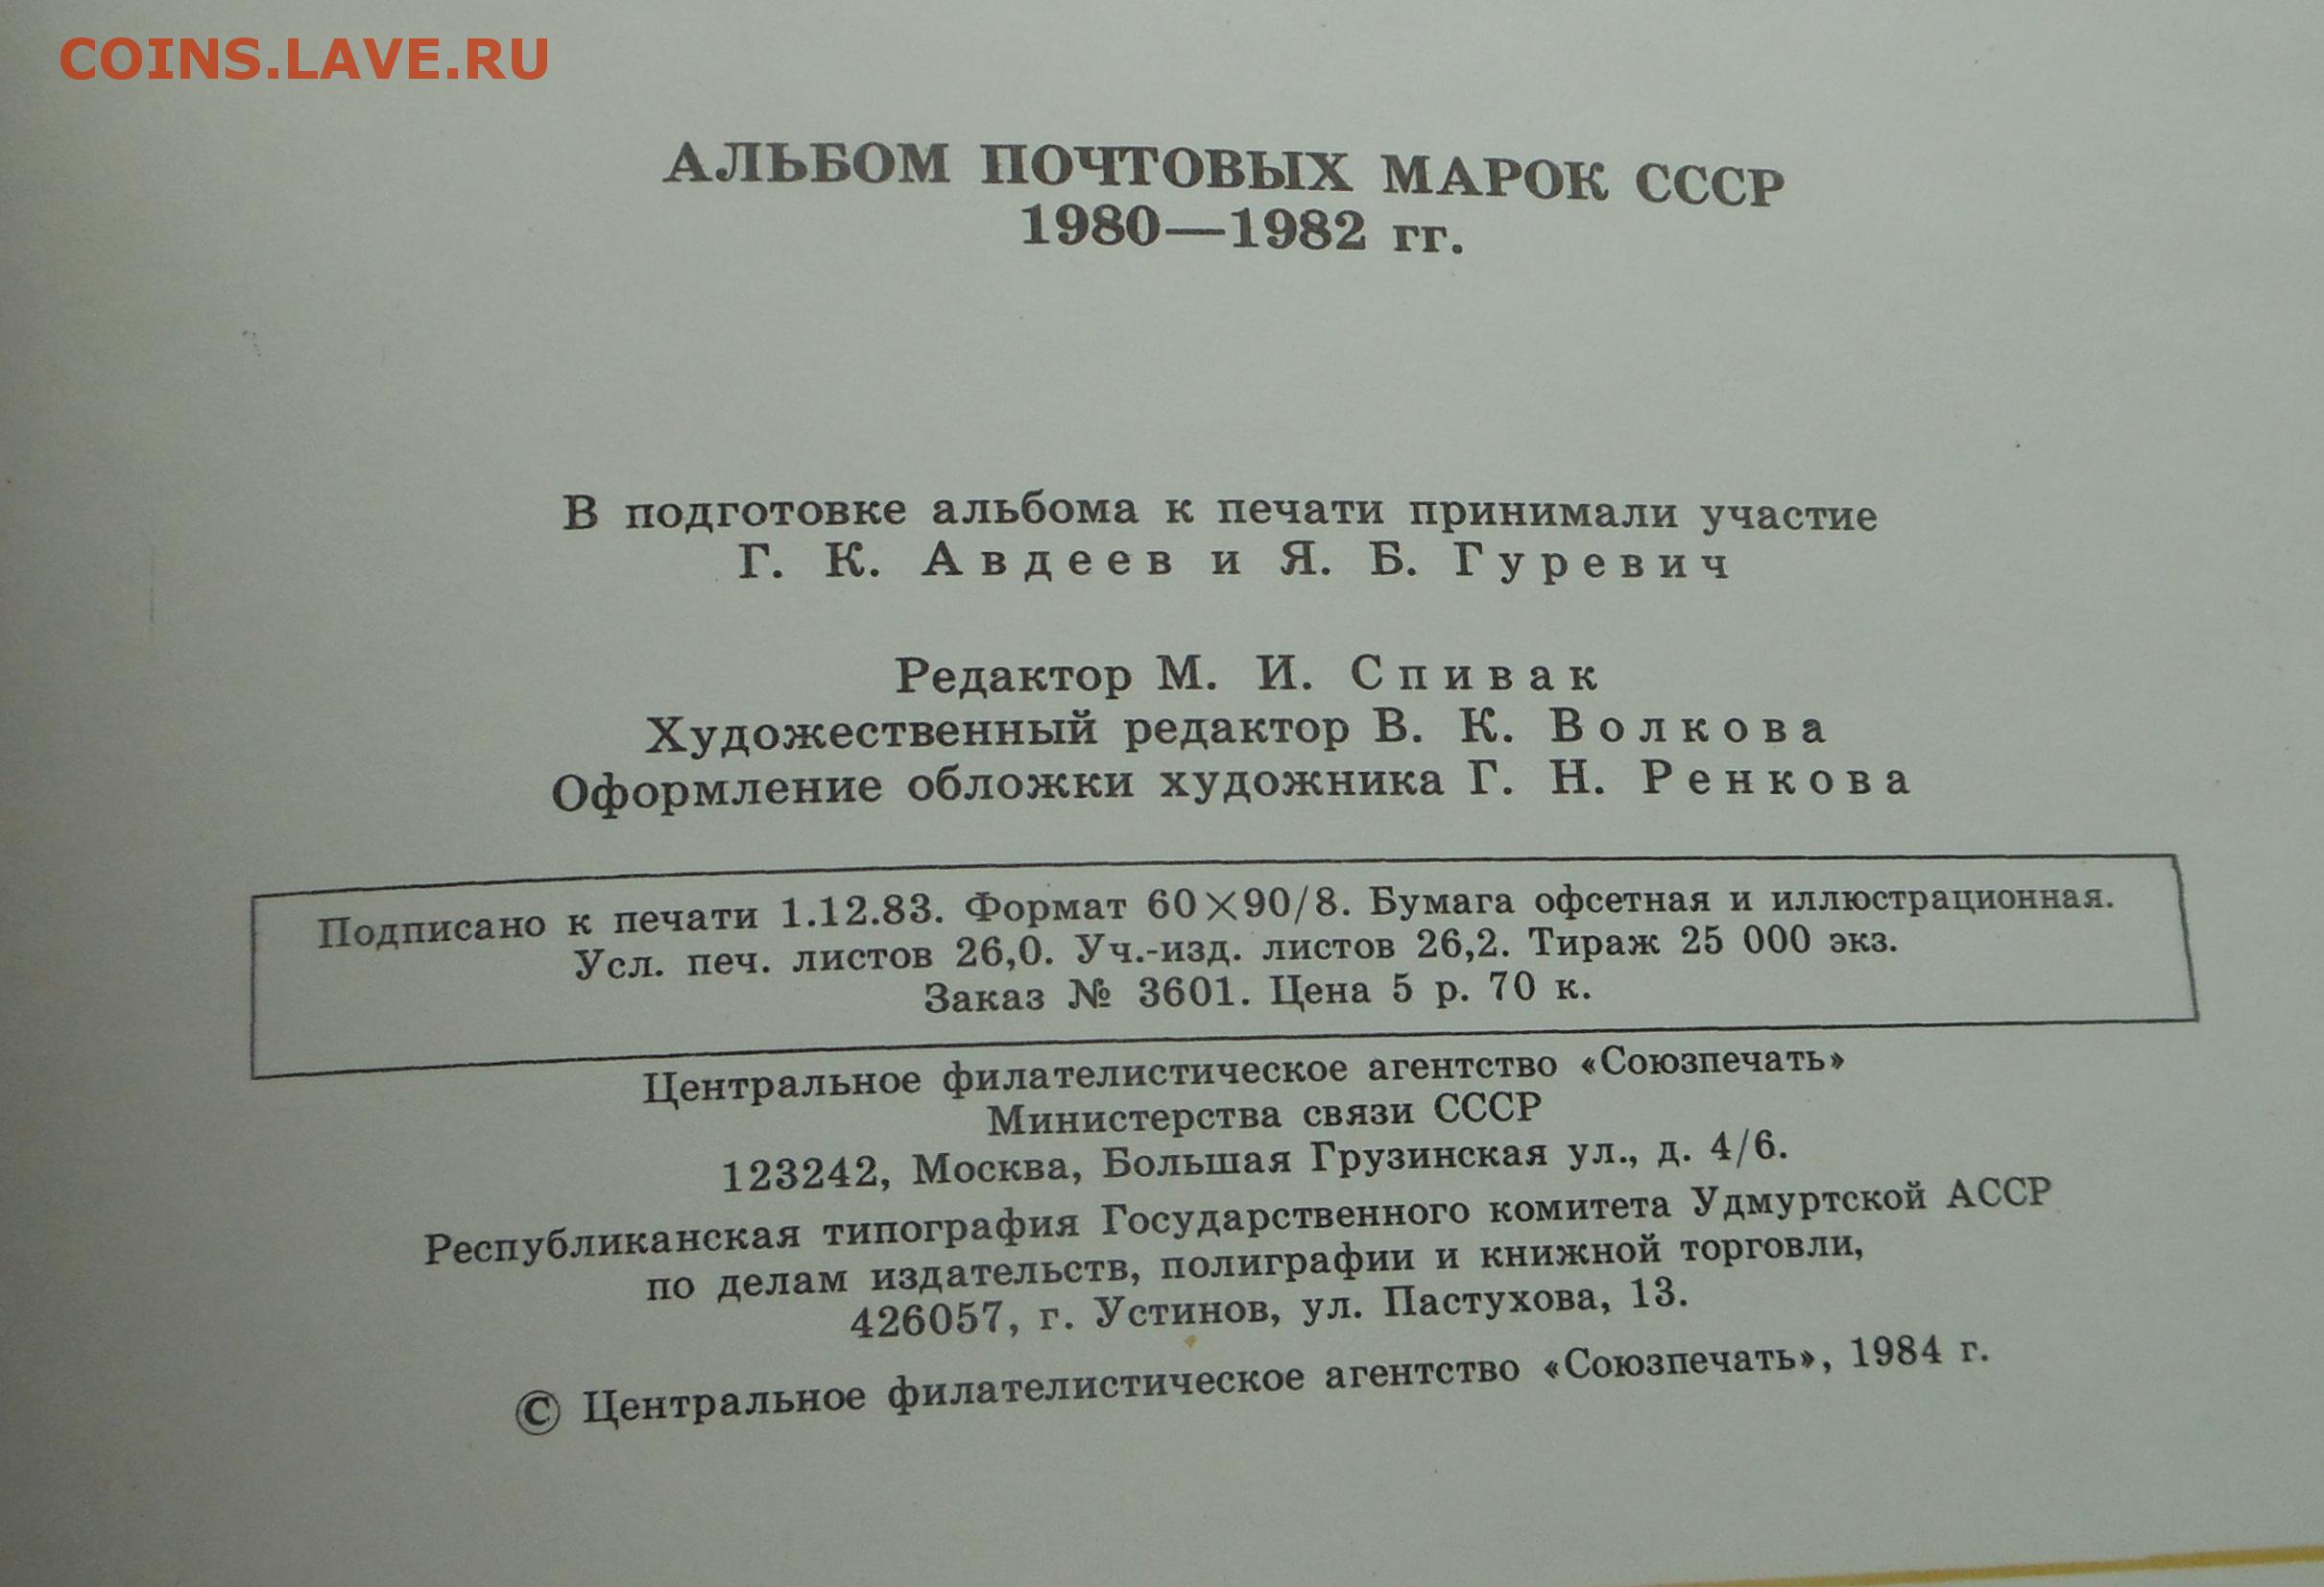 COINS.LAVE.RU
АЛЬБОМ ПОЧТОВЫХ МАРОК СССР
1980—1982 гг.
В подготовке альбома к печати принимали участие
Г. К. Авдеев и Я. Б. Гуревич
Редактор М. И. Спивак
Художественный редактор В. К. Волкова
Оформление обложки художника Г. Н. Ренкова
Подписано к печати 1.12.83. Формат 60×90/8. Бумага офсетная и иллюстрационная.
Усл. печ. листов 26,0. Уч.-изд. листов 26,2. Тираж 25 000 экз.
Заказ № 3601. Цена 5 р. 70 к.
Центральное филателистическое агентство «Союзпечать»
Министерства связи СССР
123242, Москва, Большая Грузинская ул., д. 4/6.
Республиканская типография Государственного комитета Удмуртской АССР
по делам издательств, полиграфии и книжной торговли,
426057, г. Устинов, ул. Пастухова, 13.
© Центральное филателистическое агентство «Союзпечать», 1984 г.